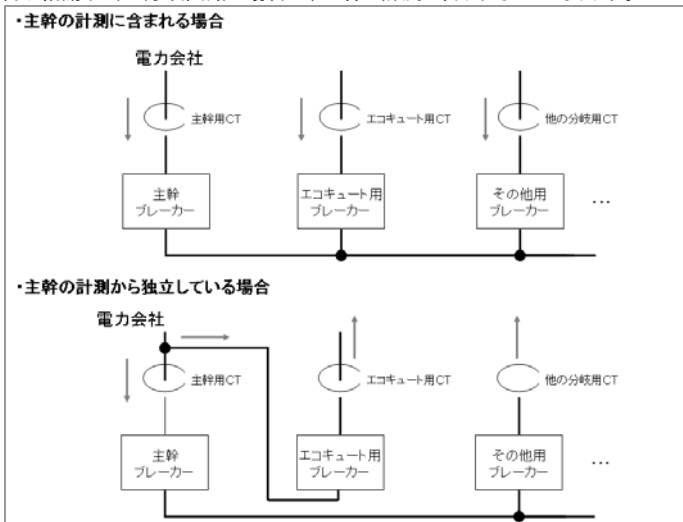 ・主幹の計測に含まれる場合
電力会社
主幹用CT
エコキュート用CT
他の分岐用CT
主幹
ブレーカー
エコキュート用
ブレーカー
その他用
ブレーカー
…
・主幹の計測から独立している場合
電力会社
主幹用CT
エコキュート用CT
他の分岐用CT
主幹
ブレーカー
エコキュート用
ブレーカー
その他用
ブレーカー
…